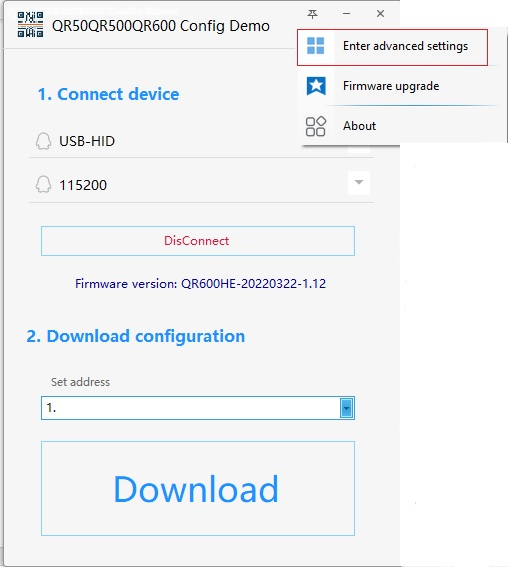 QR50QR500QR600 Config Demo
Enter advanced settings
Firmware upgrade
About
1. Connect device
USB-HID
115200
DisConnect
Firmware version: QR600HE-20220322-1.12
2. Download configuration
Set address
1.
Download